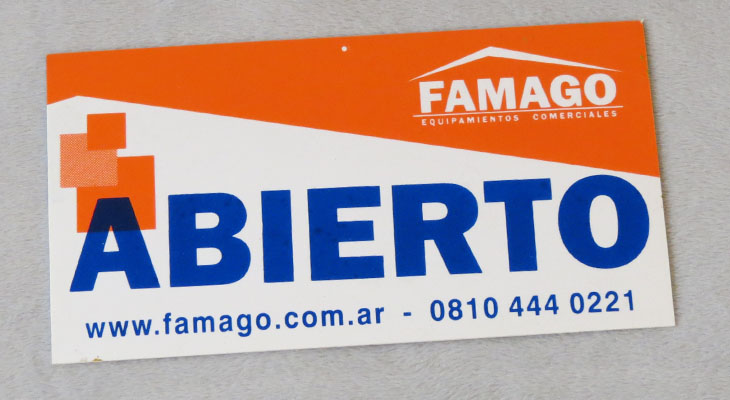 FAMAGO
EQUIPAMIENTOS COMERCIALES
ABIERTO
www.famago.com.ar - 0810 444 0221